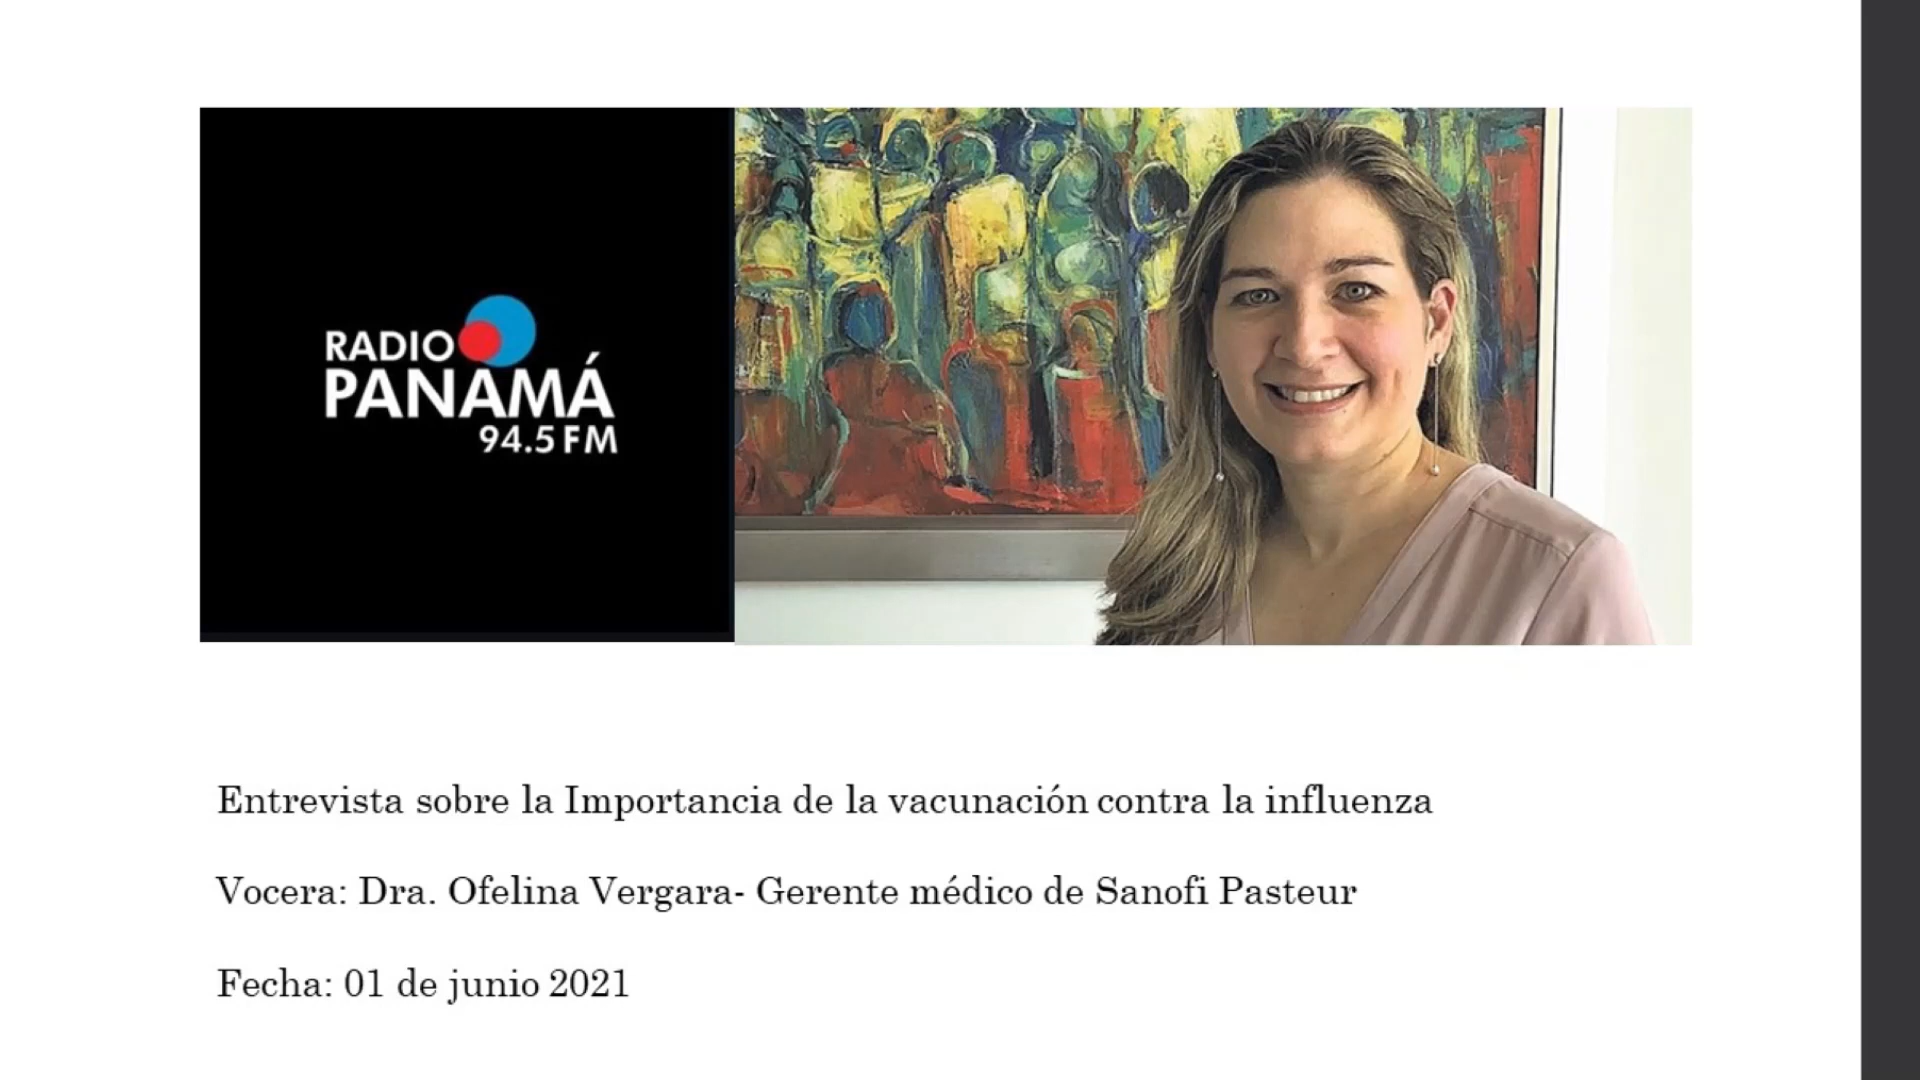 RADIO
PANAMÁ
94.5 FM
Entrevista sobre la Importancia de la vacunación contra la influenza
Vocera: Dra. Ofelina Vergara- Gerente médico de Sanofi Pasteur
Fecha: 01 de junio 2021